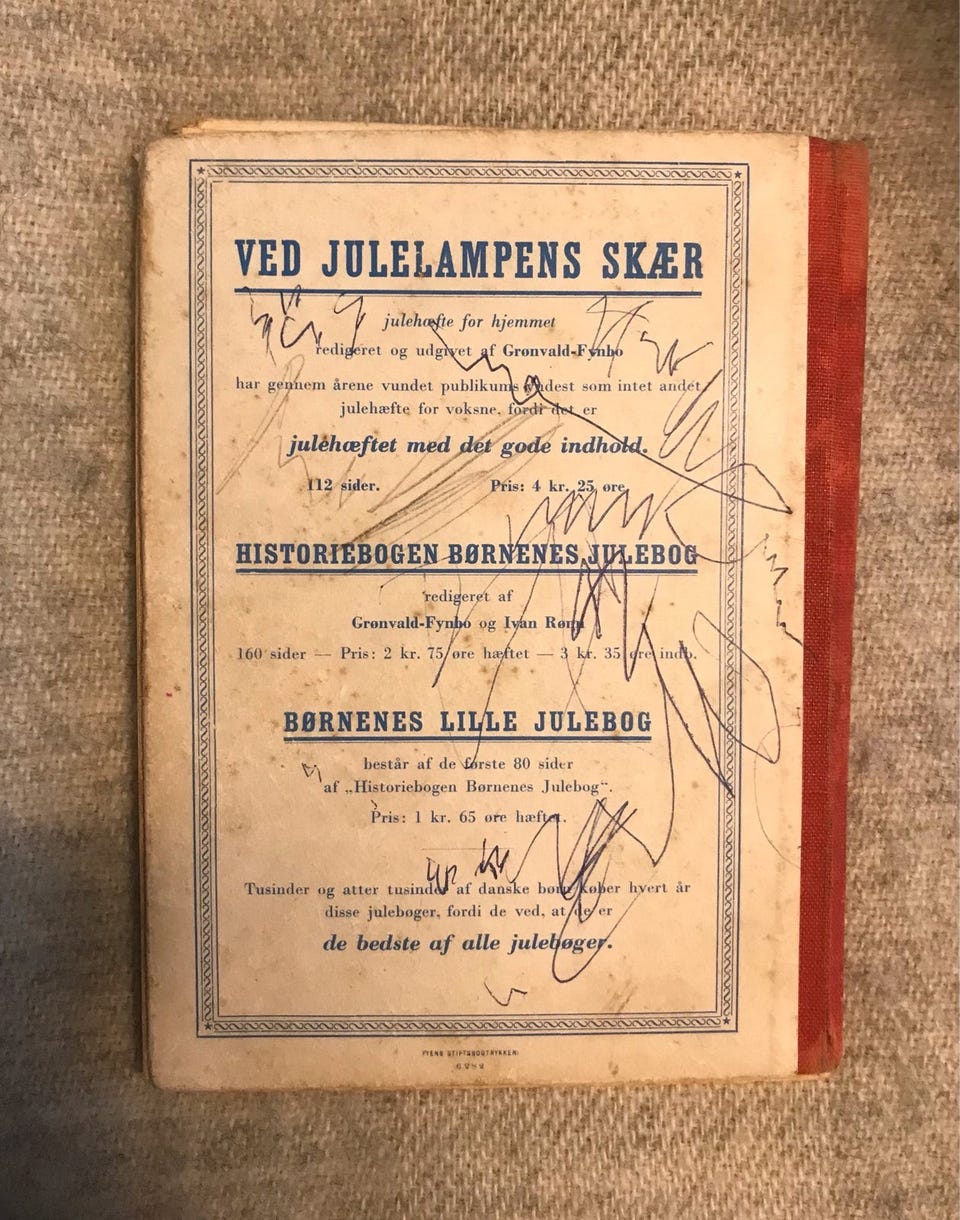 VED JULELAMPENS SKÆR
julehæfte for hjemmet
redigeret og udgivet af Grønvald-Fynbo
har gennem årene vundet publikums yndest som intet andet
julehæfte for voksne, fordi det er
julehæftet med det gode indhold.
112 sider. Pris: 4 kr. 25 øre.
HISTORIEBOGEN BØRNENES JULEBOG
redigeret af
Grønvald-Fynbo og Ivan Rønn
160 sider — Pris: 2 kr. 75 øre hæftet — 3 kr. 35 øre indb.
BØRNENES LILLE JULEBOG
består af de første 80 sider
af „Historiebogen Børnenes Julebog“.
Pris: 1 kr. 65 øre hæftet.
Tusinder og atter tusinder af danske børn køber hvert år
disse julebøger, fordi de ved, at de er
de bedste af alle julebøger.
FYENS STIFTSBOGTRYKKERI